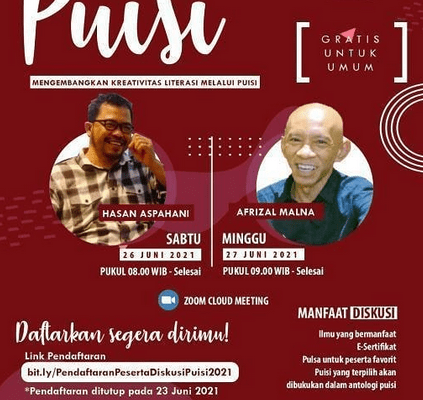 Puisi
GRATIS
UNTUK
UMUM
MENGEMBANGKAN KREATIVITAS LITERASI MELALUI PUISI
HASAN ASPAHANI
AFRIZAL MALNA
SABTU
26 JUNI 2021
PUKUL 08.00 WIB - Selesai
MINGGU
27 JUNI 2021
PUKUL 09.00 WIB - Selesai
ZOOM CLOUD MEETING
Daftarkan segera dirimu!
Link Pendaftaran
bit.ly/PendaftaranPesertaDiskusiPuisi2021
*Pendaftaran ditutup pada 23 Juni 2021
MANFAAT DISKUSI
Ilmu yang bermanfaat
E-Sertifikat
Pulsa untuk peserta favorit
Puisi yang terpilih akan
dibukukan dalam antologi puisi